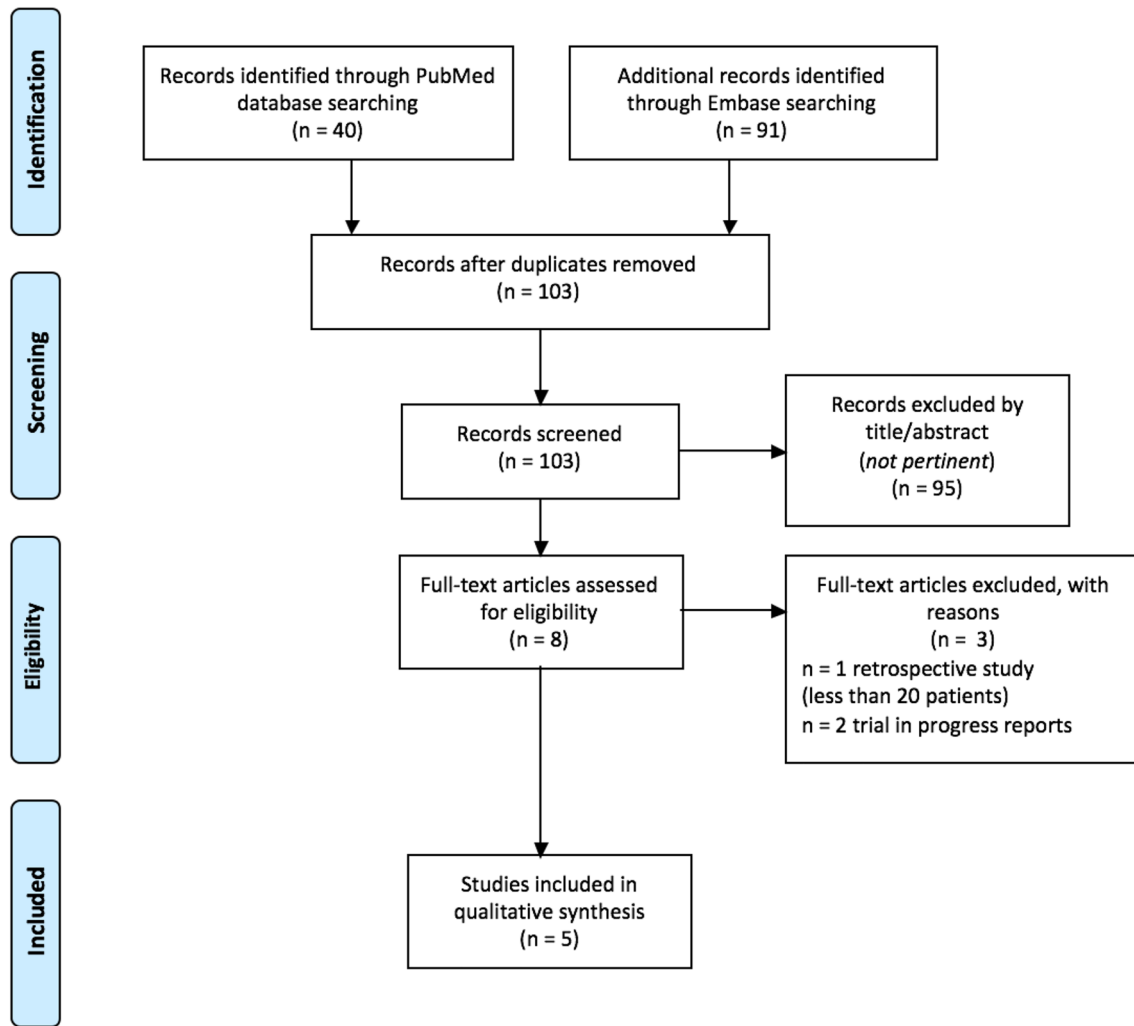 Identification
Records identified through PubMed
database searching
(n = 40)
Additional records identified
through Embase searching
(n = 91)
Records after duplicates removed
(n = 103)
Screening
Records screened
(n = 103)
Records excluded by
title/abstract
(not pertinent)
(n = 95)
Eligibility
Full-text articles assessed
for eligibility
(n = 8)
Full-text articles excluded, with
reasons
(n = 3)
n = 1 retrospective study
(less than 20 patients)
n = 2 trial in progress reports
Included
Studies included in
qualitative synthesis
(n = 5)